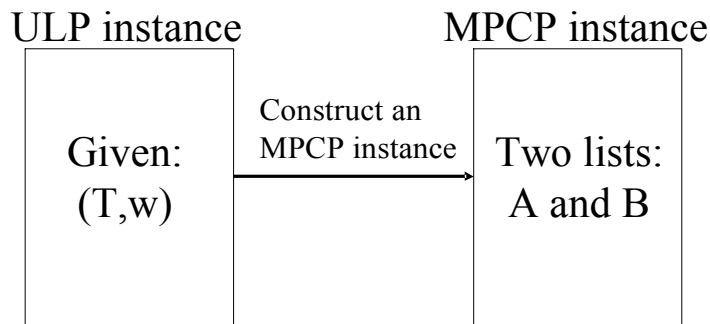 ULP instance
MPCP instance
Construct an
MPCP instance
Given:
(T,w)
Two lists:
A and B